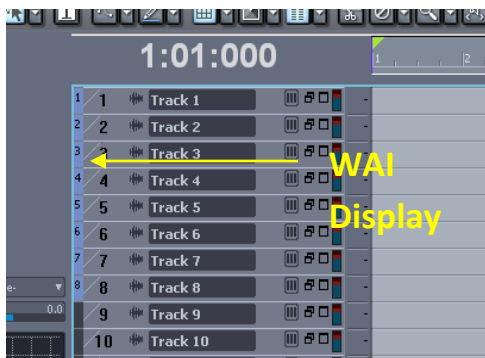 T
1:01:000
1 2
1 1 Track 1
2 2 Track 2
3 3 Track 3
4 4 Track 4
5 5 Track 5
6 6 Track 6
7 7 Track 7
8 8 Track 8
9 Track 9
10 Track 10
WAI
Display
e-
0.0